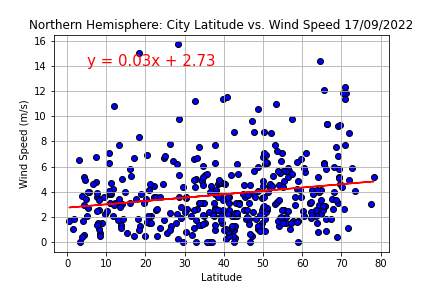 Northern Hemisphere: City Latitude vs. Wind Speed 17/09/2022
y = 0.03x + 2.73
Wind Speed (m/s)
16
14
12
10
8
6
4
2
0
0 10 20 30 40 50 60 70 80
Latitude